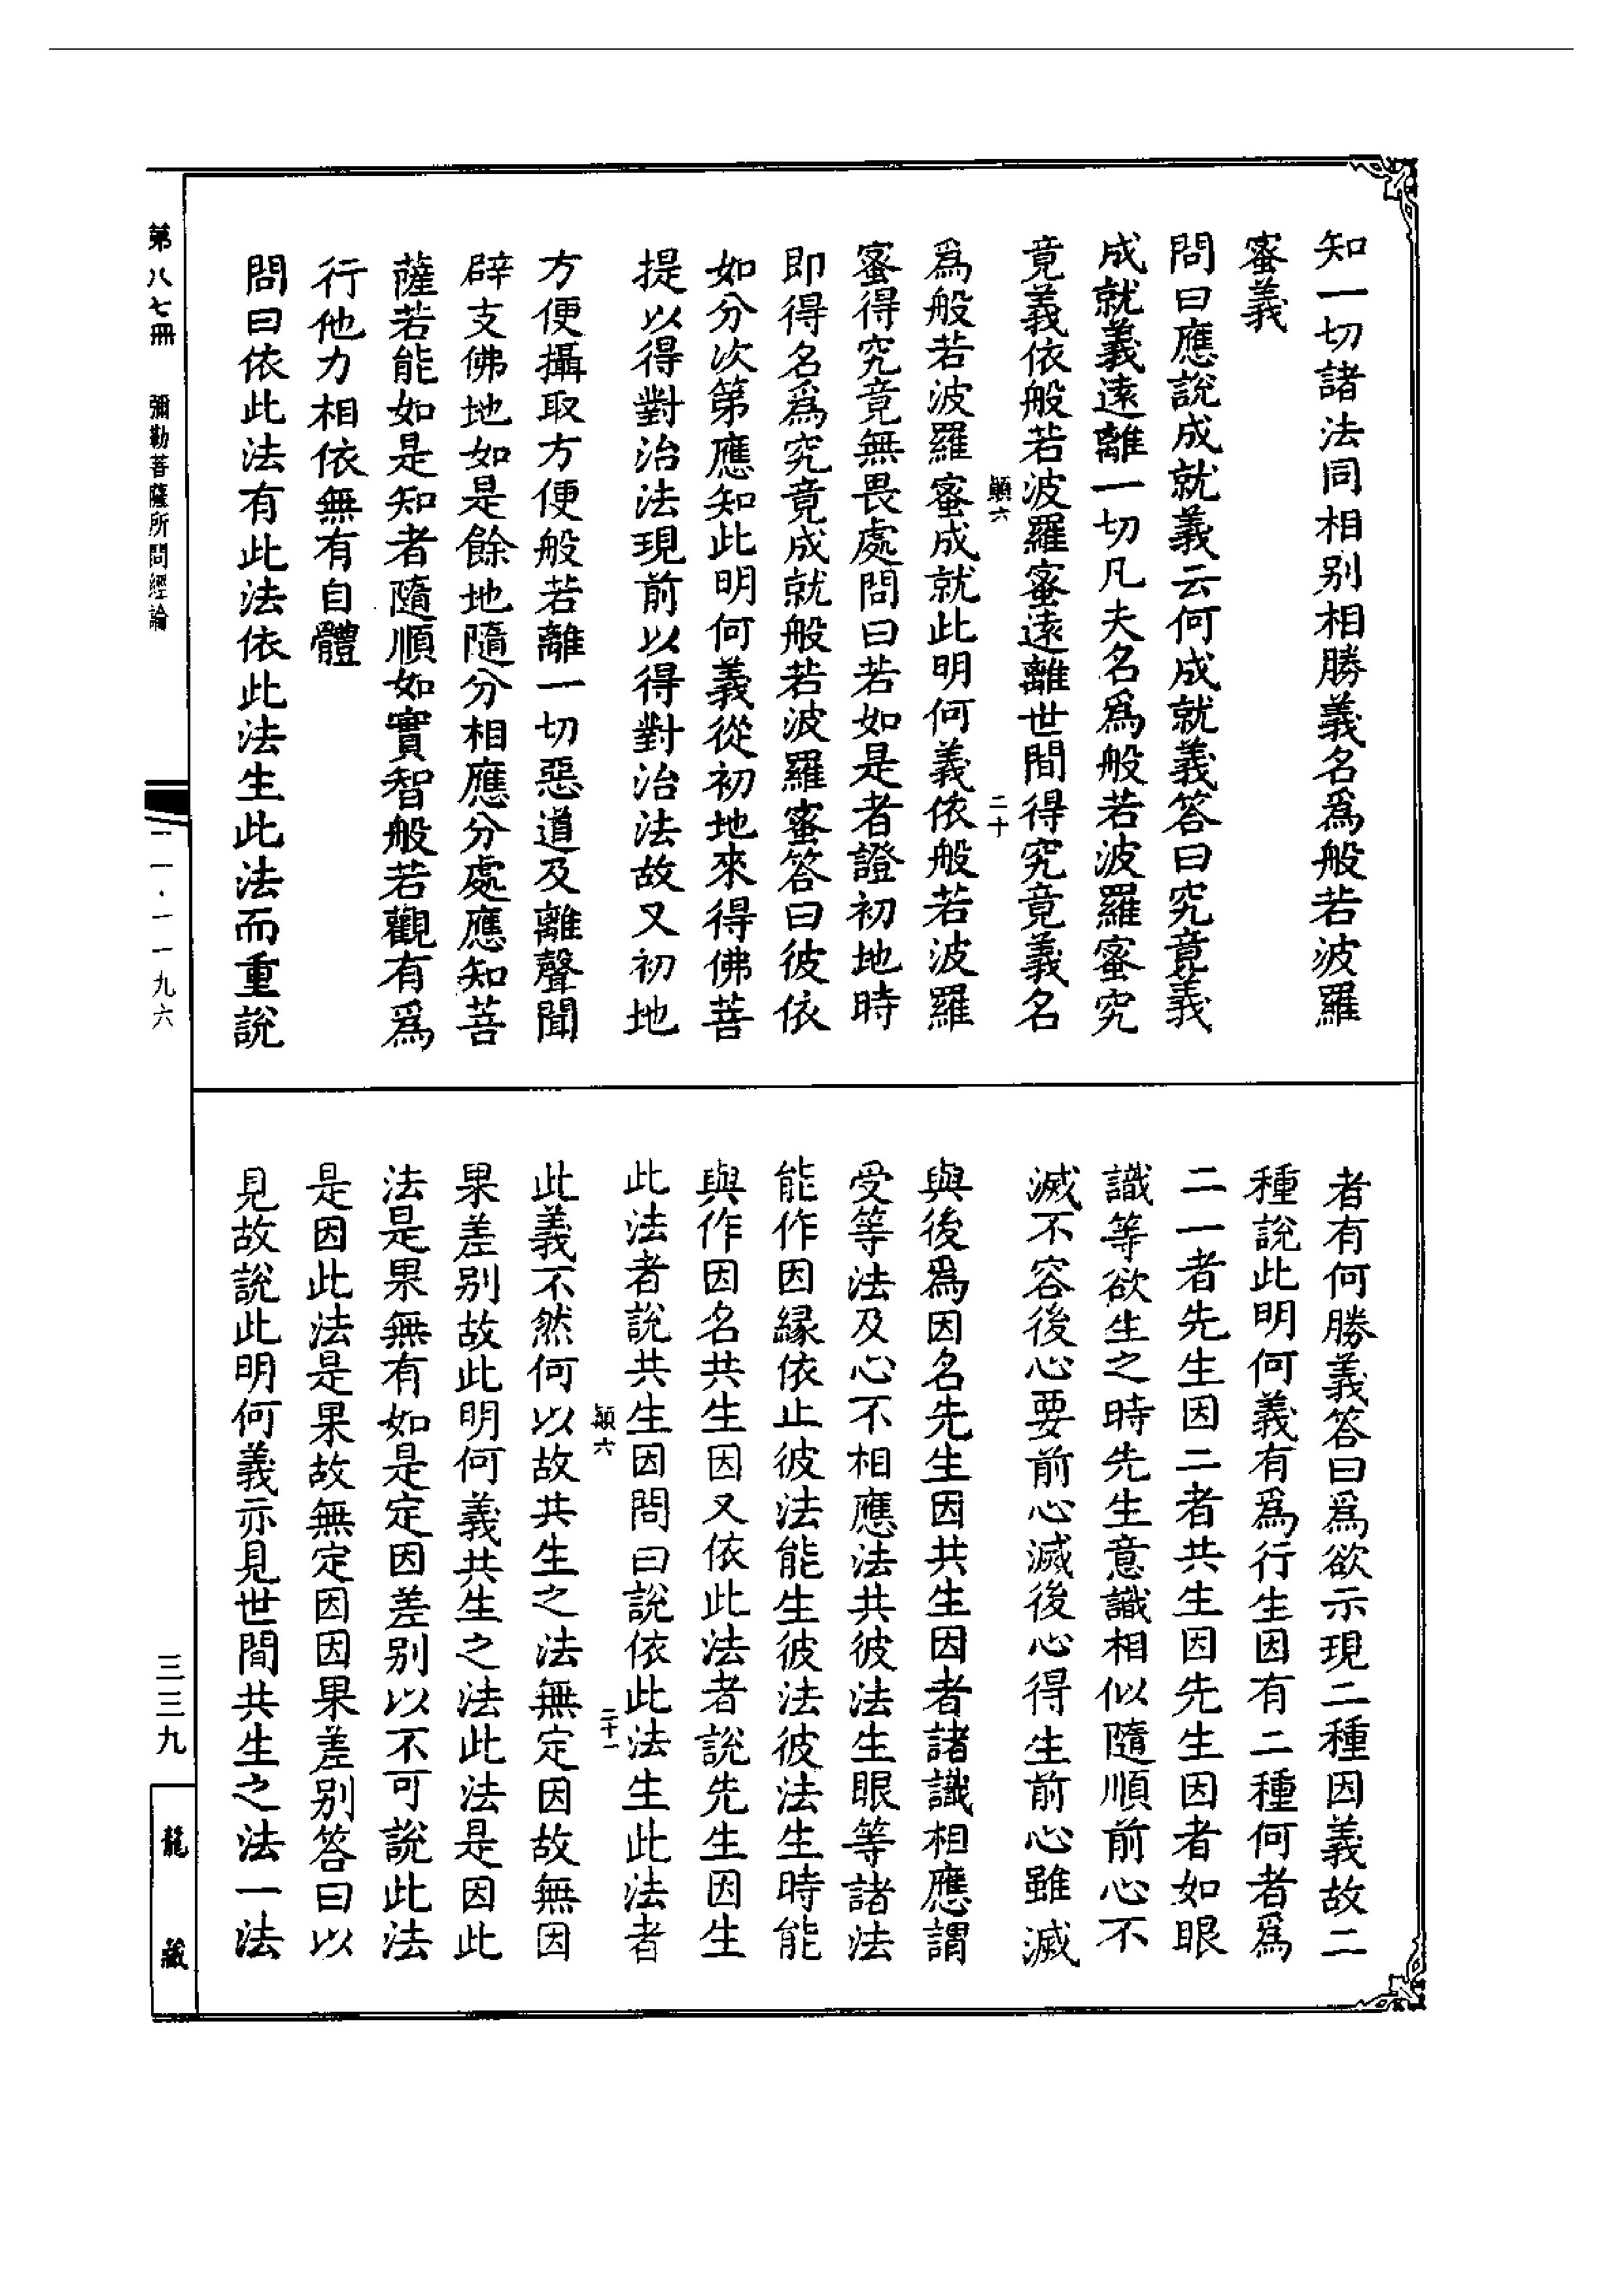 知一切諸法同相別相勝義名爲般若波羅
蜜義
問曰應說成就義云何成就義答曰究竟義
成就義遠離一切凡夫名爲般若波羅蜜究
竟義依般若波羅蜜遠離世間得究竟義名
顛六 二十
爲般若波羅蜜成就此明何義依般若波羅
蜜得究竟無畏處問曰若如是者證初地時
即得名爲究竟成就般若波羅蜜答曰彼依
如分次第應知此明何義從初地來得佛菩
提以得對治法現前以得對治法故又初地
方便攝取方便般若離一切惡道及離聲聞
辟支佛地如是餘地隨分相應分處應知菩
薩若能如是知者隨順如實智般若觀有爲
行他力相依無有自體
問曰依此法有此法依此法生此法而重說
者有何勝義答曰爲欲示現二種因義故二
種說此明何義有爲行生因有二種何者爲
二一者先生因二者共生因先生因者如眼
識等欲生之時先生意識相似隨順前心不
滅不容後心要前心滅後心得生前心雖滅
與後爲因名先生因共生因者諸識相應謂
受等法及心不相應法共彼法生眼等諸法
能作因緣依止彼法能生彼法彼法生時能
與作因名共生因又依此法者說先生因生
此法者說共生因問曰說依此法生此法者
顛六 二十一
此義不然何以故共生之法無定因故無因
果差別故此明何義共生之法此法是因此
法是果無有如是定因差別以不可說此法
是因此法是果故無定因因果差別答曰以
見故說此明何義亦見世間共生之法一法
第八七冊 彌勒菩薩所問經論
二一·一一九六
三三九
龍藏